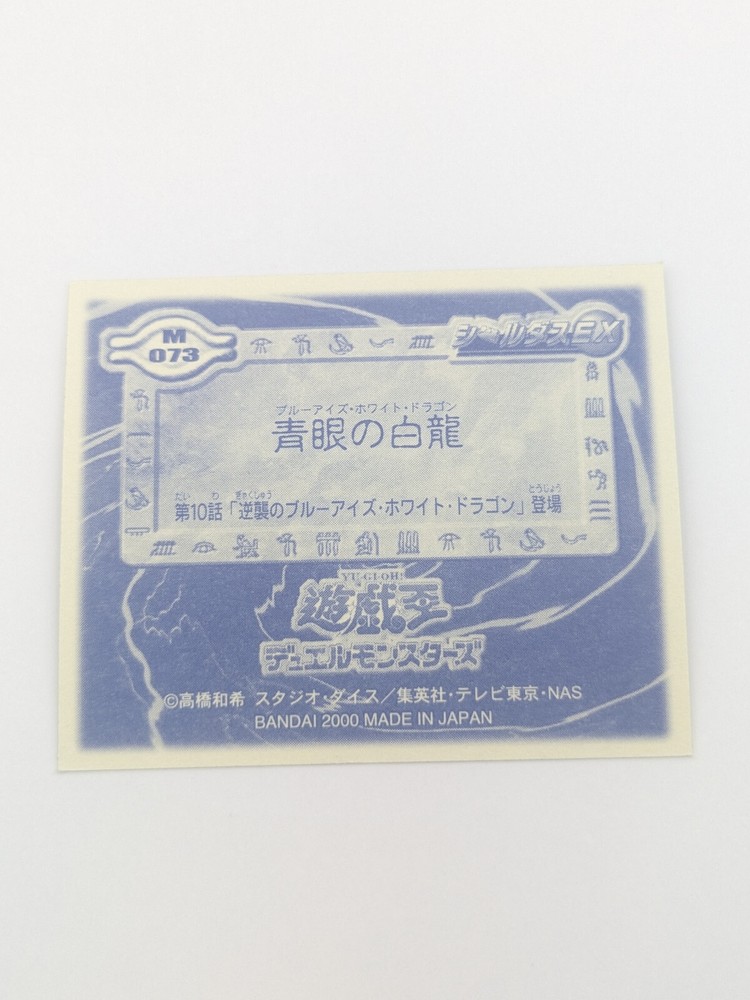 M
073
シールダスEX
ブルーアイズ・ホワイト・ドラゴン
青眼の白龍
だい わ ぎゃくしゅう とうじょう
第10話「逆襲のブルーアイズ・ホワイト・ドラゴン」登場
YU-GI-OH!
遊戯王
デュエルモンスターズ
©高橋和希 スタジオ・ダイス／集英社・テレビ東京・NAS
BANDAI 2000 MADE IN JAPAN